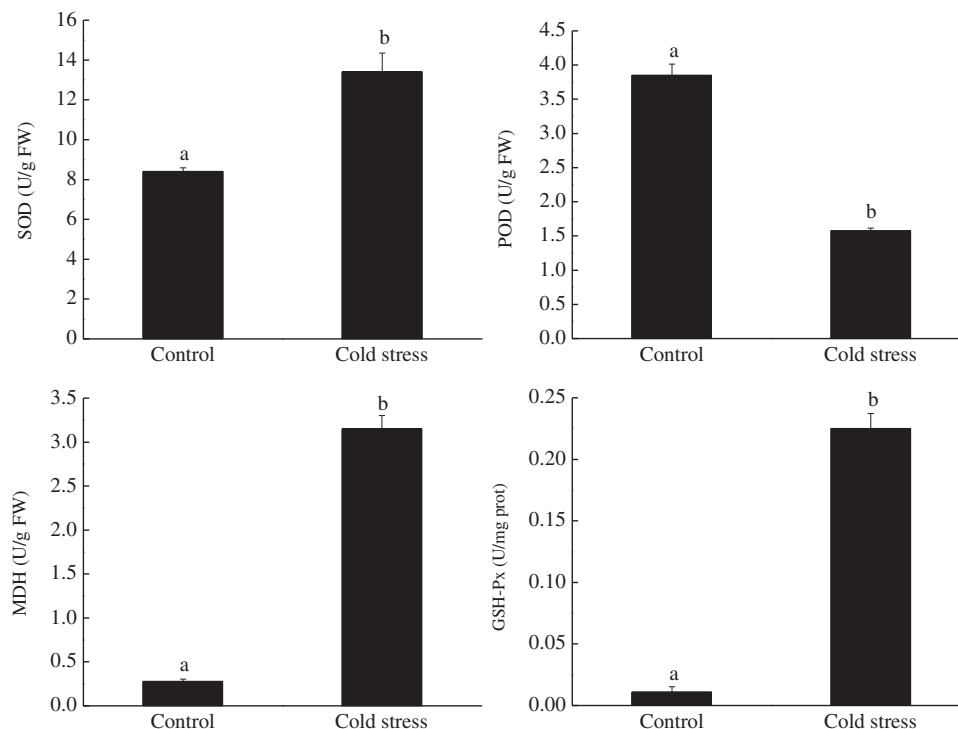 16
14
12
10
8
6
4
2
0
SOD (U/g FW)
a
b
Control
Cold stress
4.5
4.0
3.5
3.0
2.5
2.0
1.5
1.0
0.5
0.0
POD (U/g FW)
a
b
Control
Cold stress
3.5
3.0
2.5
2.0
1.5
1.0
0.5
0.0
MDH (U/g FW)
a
b
Control
Cold stress
0.25
0.20
0.15
0.10
0.05
0.00
GSH-Px (U/mg prot)
a
b
Control
Cold stress